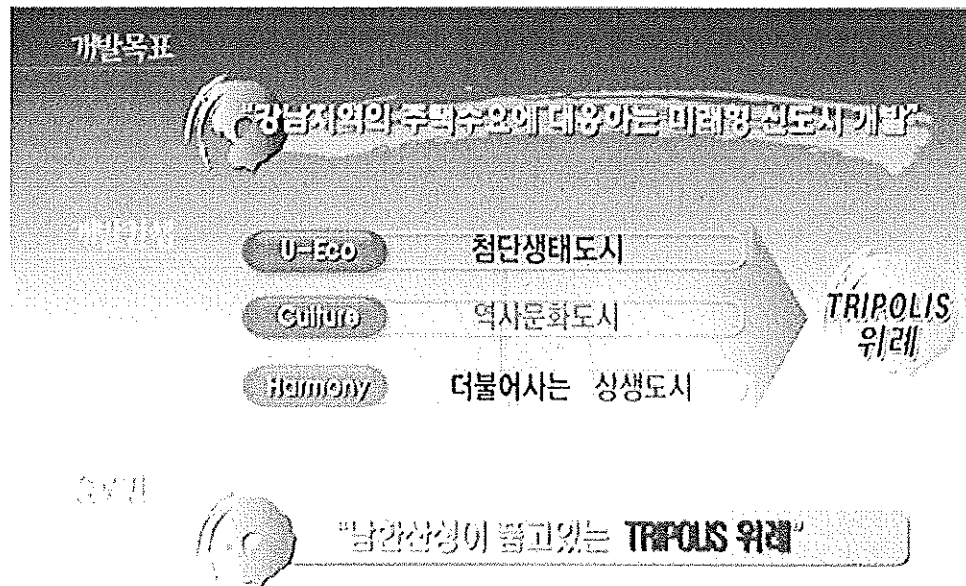 개발목표
"강남지역의 주택수요에 대응하는 미래형 신도시 개발"
U-Eco 첨단생태도시
Culture 역사문화도시
Harmony 더불어사는 상생도시
TRIPOLIS
위례
"남한산성이 품고있는 TRIPOLIS 위례"